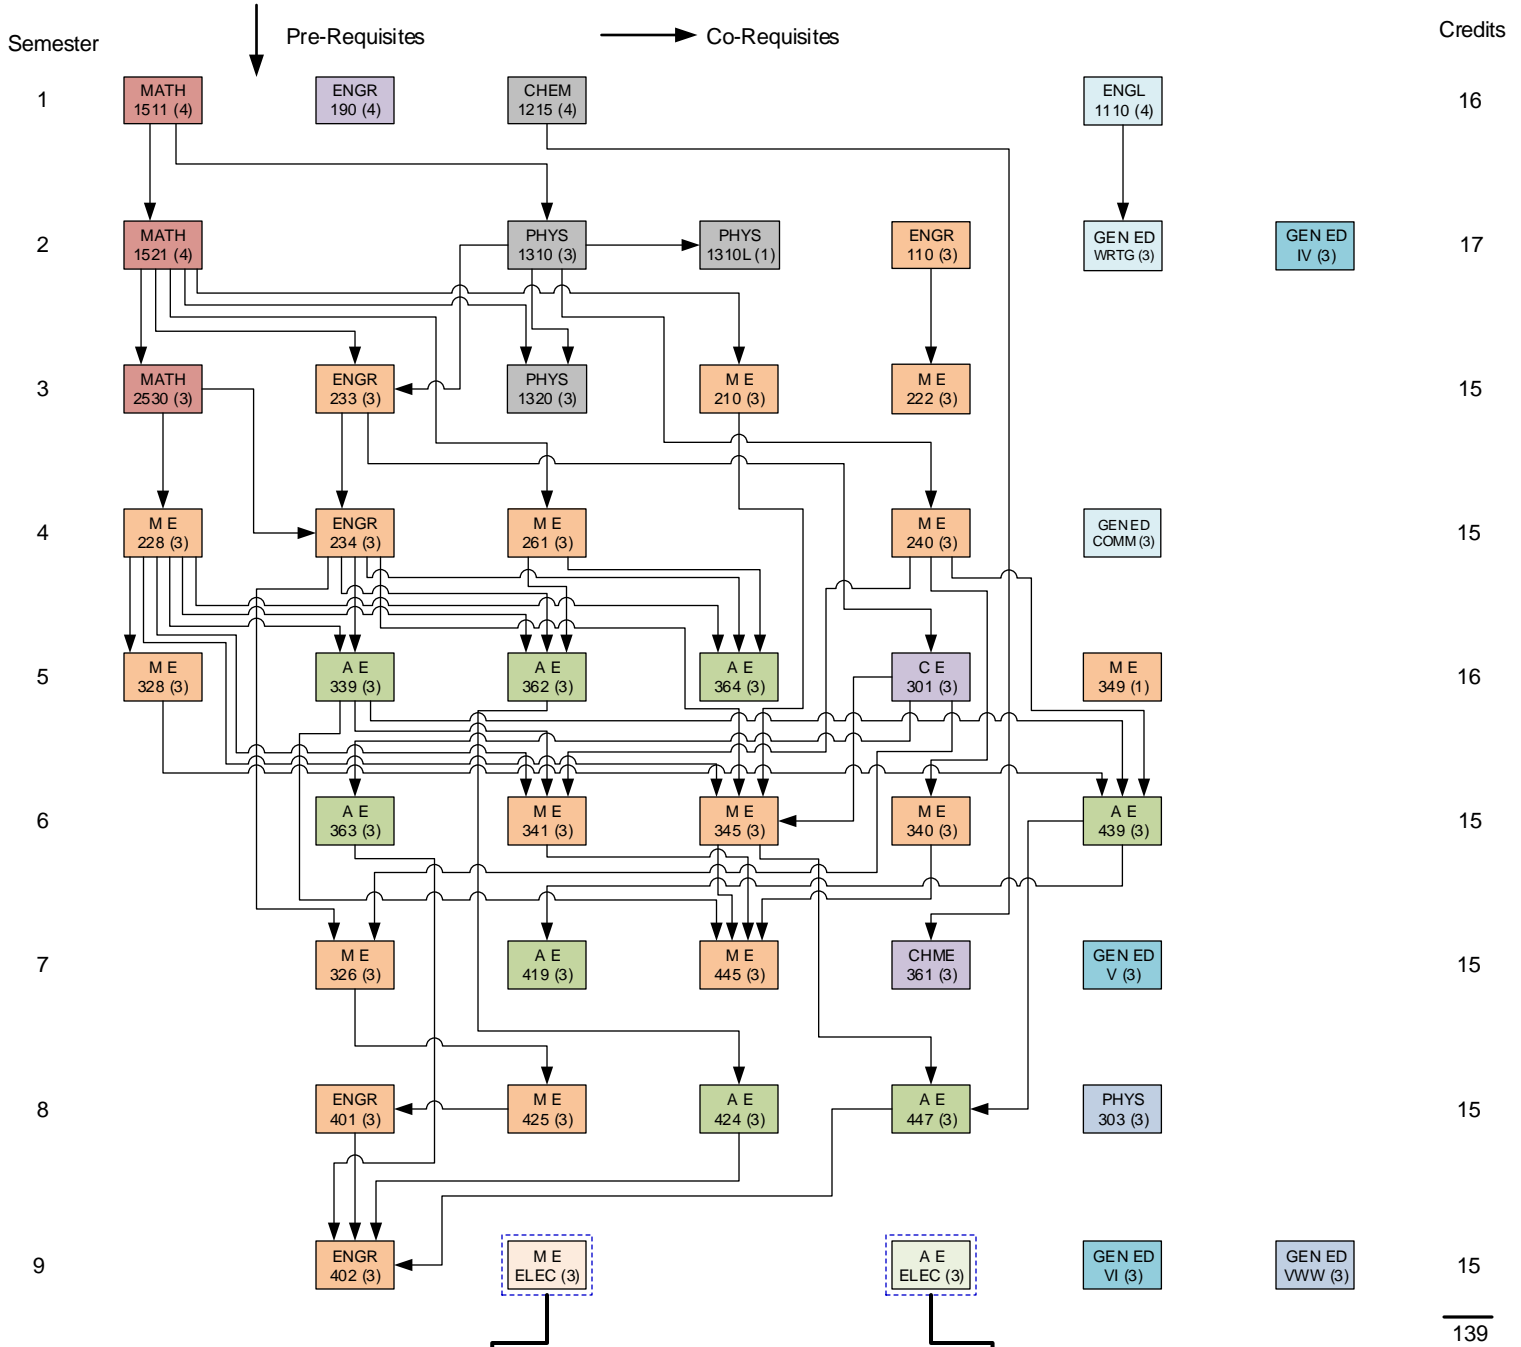 Pre-Requisites
Co-Requisites
Semester
Credits
1
MATH
1511 (4)
ENGR
190 (4)
CHEM
1215 (4)
ENGL
1110 (4)
16
2
MATH
1521 (4)
PHYS
1310 (3)
PHYS
1310L (1)
ENGR
110 (3)
GEN ED
WRTG (3)
GEN ED
IV (3)
17
3
MATH
2530 (3)
ENGR
233 (3)
PHYS
1320 (3)
M E
210 (3)
M E
222 (3)
15
4
M E
228 (3)
ENGR
234 (3)
M E
261 (3)
M E
240 (3)
GEN ED
COMM (3)
15
5
M E
328 (3)
A E
339 (3)
A E
362 (3)
A E
364 (3)
C E
301 (3)
M E
349 (1)
16
6
A E
363 (3)
M E
341 (3)
M E
345 (3)
M E
340 (3)
A E
439 (3)
15
7
M E
326 (3)
A E
419 (3)
M E
445 (3)
CHME
361 (3)
GEN ED
V (3)
15
8
ENGR
401 (3)
M E
425 (3)
A E
424 (3)
A E
447 (3)
PHYS
303 (3)
15
9
ENGR
402 (3)
M E
ELEC (3)
A E
ELEC (3)
GEN ED
VI (3)
GEN ED
VWW (3)
15
139